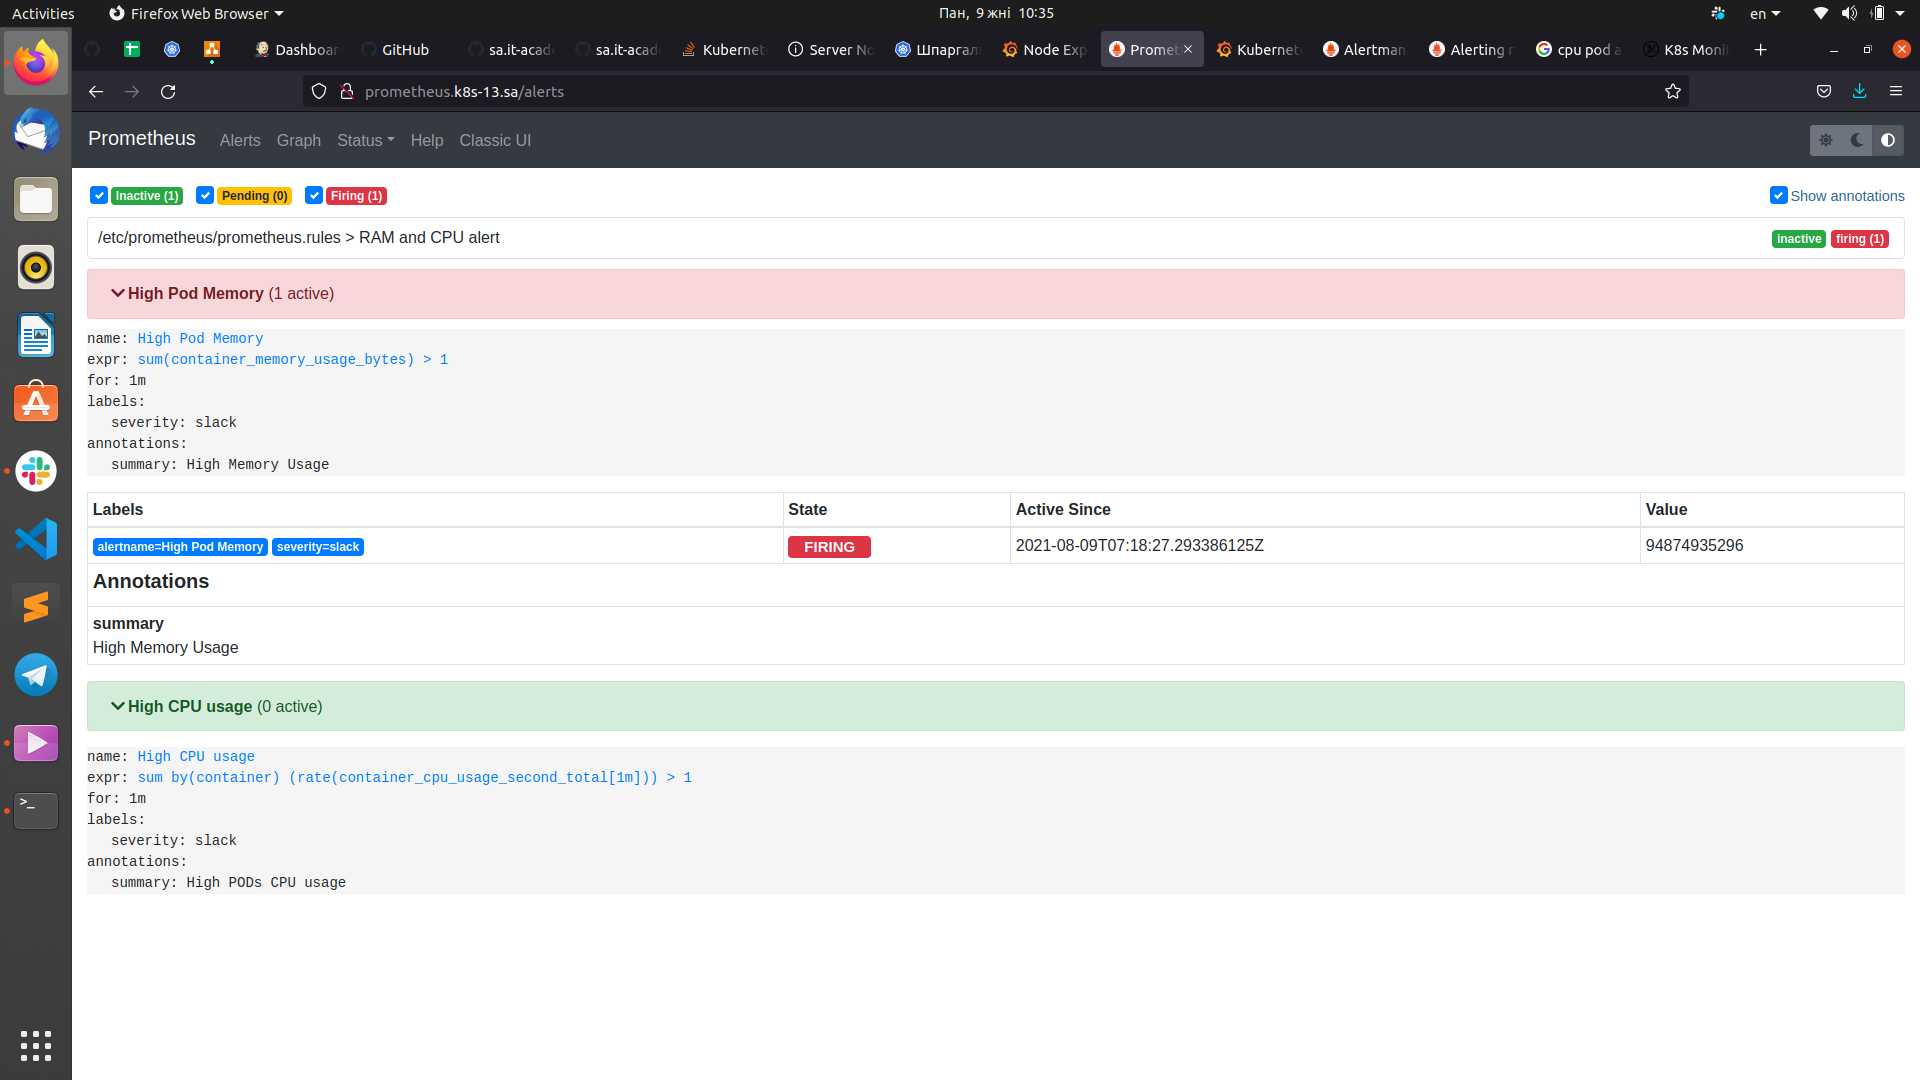 Activities Firefox Web Browser Пан, 9 жні 10:35 en
Dashboar GitHub sa.it-acade sa.it-acade Kubernete Server No Шпаргал Node Exp Promet Kubernete Alertman Alerting r cpu pod a K8s Moni
prometheus.k8s-13.sa/alerts
Prometheus Alerts Graph Status Help Classic UI
Inactive (1) Pending (0) Firing (1) Show annotations
/etc/prometheus/prometheus.rules > RAM and CPU alert inactive firing (1)
High Pod Memory (1 active)
name: High Pod Memory
expr: sum(container_memory_usage_bytes) > 1
for: 1m
labels:
severity: slack
annotations:
summary: High Memory Usage
Labels State Active Since Value
alertname=High Pod Memory severity=slack FIRING 2021-08-09T07:18:27.293386125Z 94874935296
Annotations
summary
High Memory Usage
High CPU usage (0 active)
name: High CPU usage
expr: sum by(container) (rate(container_cpu_usage_second_total[1m])) > 1
for: 1m
labels:
severity: slack
annotations:
summary: High PODs CPU usage